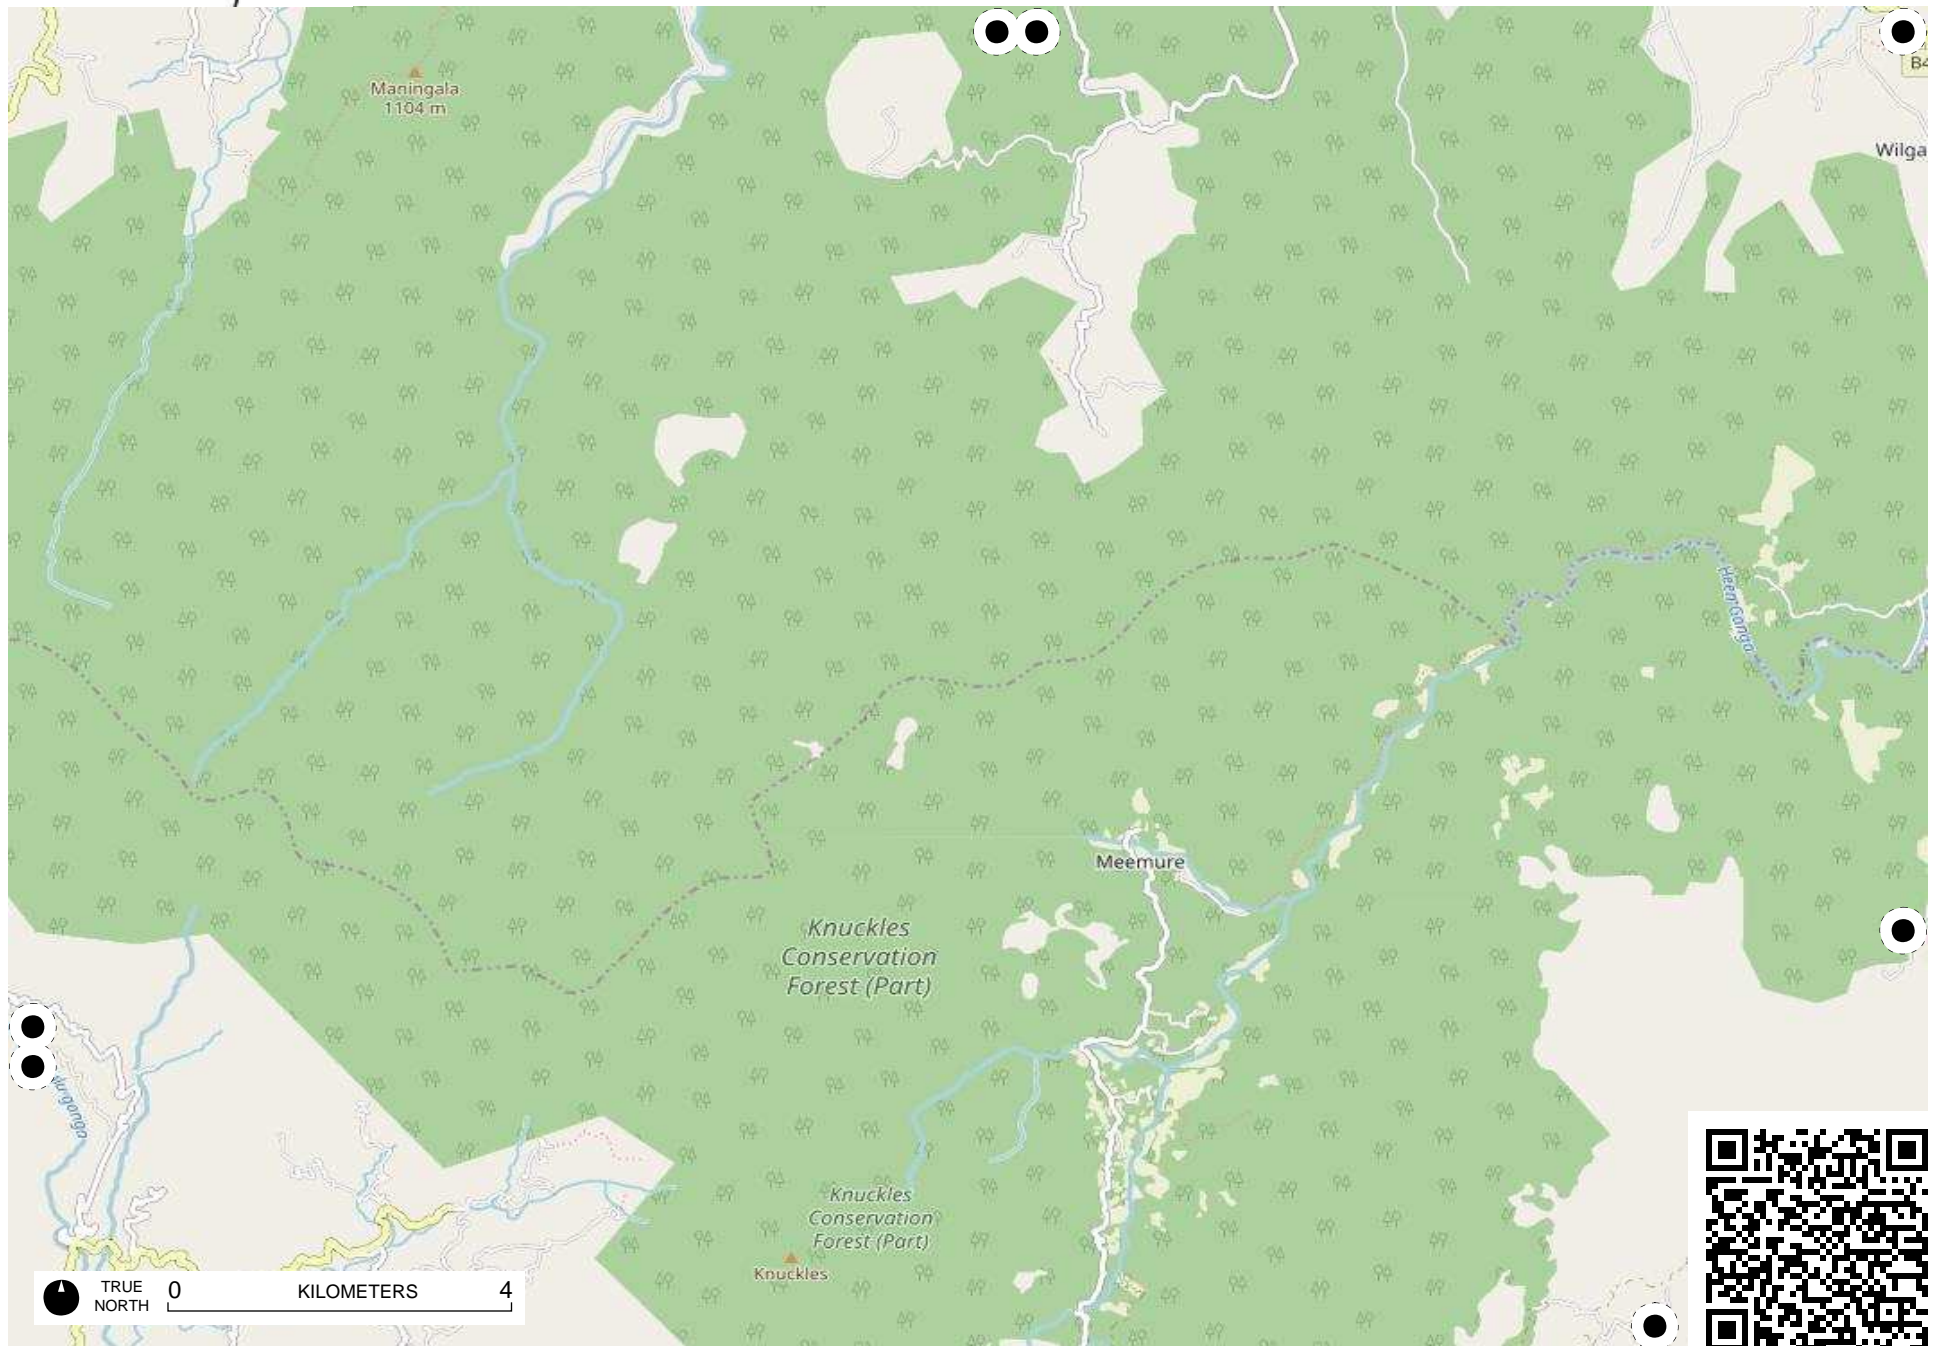 Maningala
1104 m
B4
Wilga
Heen Ganga
Meemure
Knuckles
Conservation
Forest (Part)
Knuckles
Conservation
Forest (Part)
Knuckles
TRUE
NORTH
0
KILOMETERS
4